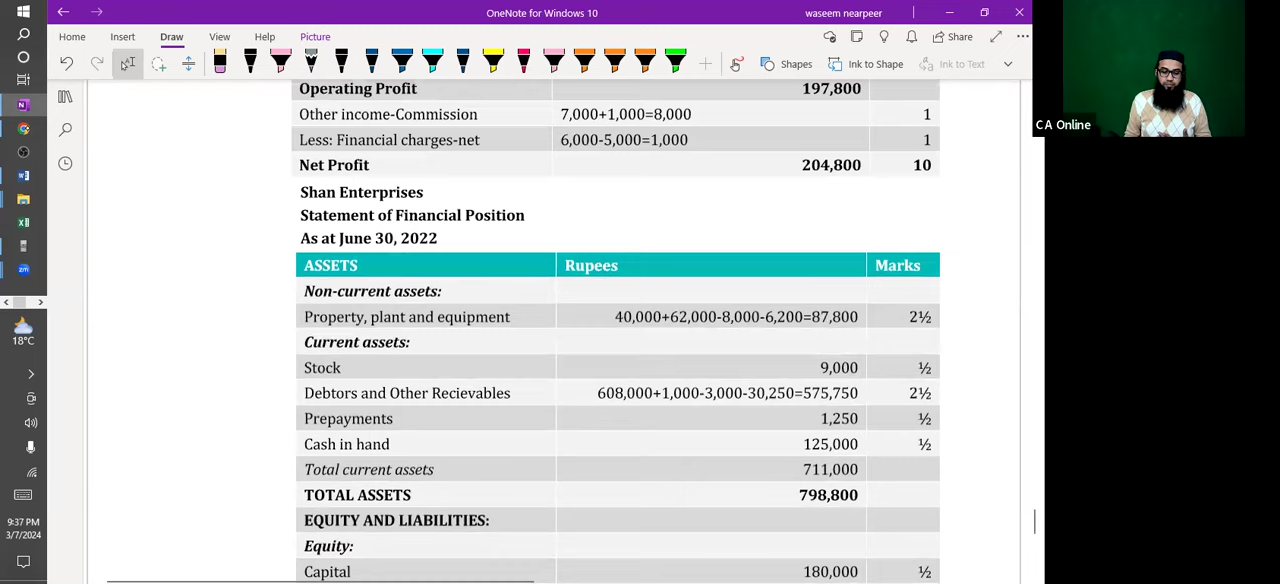 OneNote for Windows 10
waseem nearpeer
Home
Insert
Draw
View
Help
Picture
Share
Shapes
Ink to Shape
Ink to Text
Operating Profit 197,800
Other income-Commission 7,000+1,000=8,000 1
Less: Financial charges-net 6,000-5,000=1,000 1
Net Profit 204,800 10
Shan Enterprises
Statement of Financial Position
As at June 30, 2022
ASSETS Rupees Marks
Non-current assets:
Property, plant and equipment 40,000+62,000-8,000-6,200=87,800 2½
Current assets:
Stock 9,000 ½
Debtors and Other Recievables 608,000+1,000-3,000-30,250=575,750 2½
Prepayments 1,250 ½
Cash in hand 125,000 ½
Total current assets 711,000
TOTAL ASSETS 798,800
EQUITY AND LIABILITIES:
Equity:
Capital 180,000 ½
C A Online
18°C
9:37 PM
3/7/2024